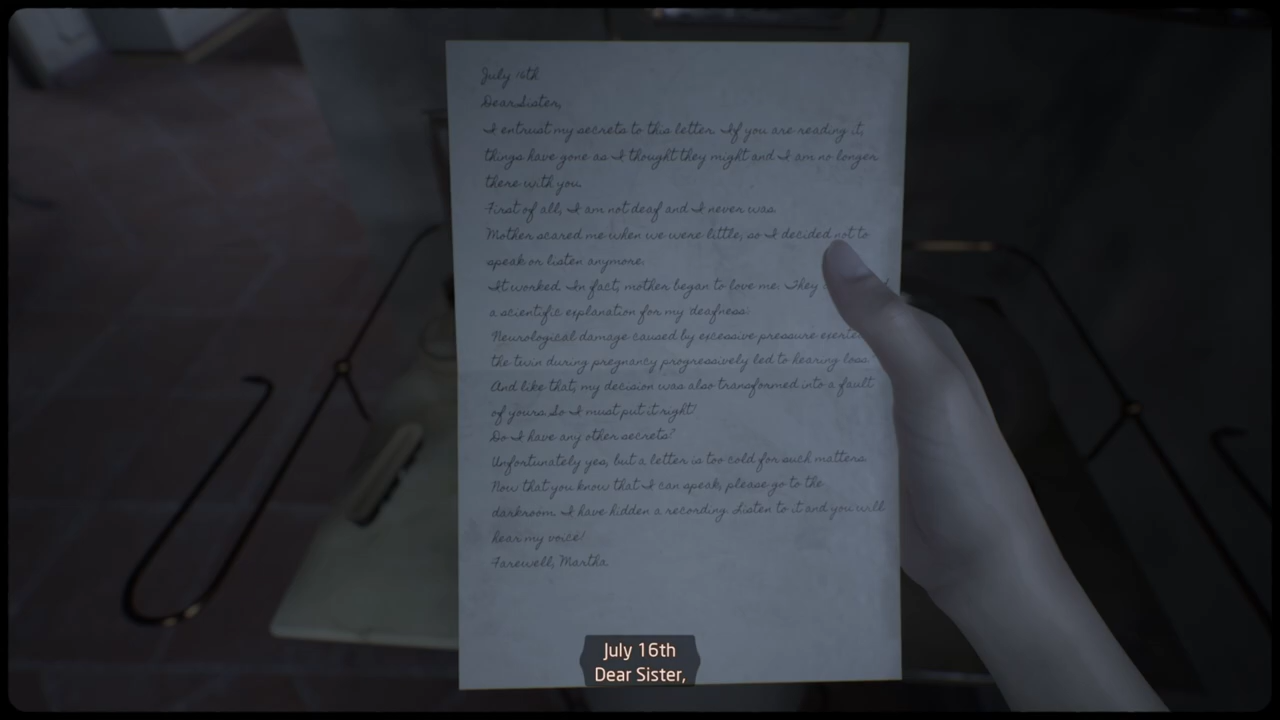 July 16th
Dear Sister,
I entrust my secrets to this letter. If you are reading it,
things have gone as I thought they might and I am no longer
there with you.
First of all, I am not deaf and I never was.
Mother scared me when we were little, so I decided not to
speak or listen anymore.
It worked. In fact, mother began to love me. They
a scientific explanation for my 'deafness':
'Neurological damage caused by excessive pressure
the twin during pregnancy progressively led to hearing loss'.
And like that, my decision was also transformed into a fault
of yours. So I must put it right!
Do I have any other secrets?
Unfortunately yes, but a letter is too cold for such matters.
Now that you know that I can speak, please go to the
darkroom. I have hidden a recording. Listen to it and you will
hear my voice!
Farewell, Martha.
July 16th
Dear Sister,